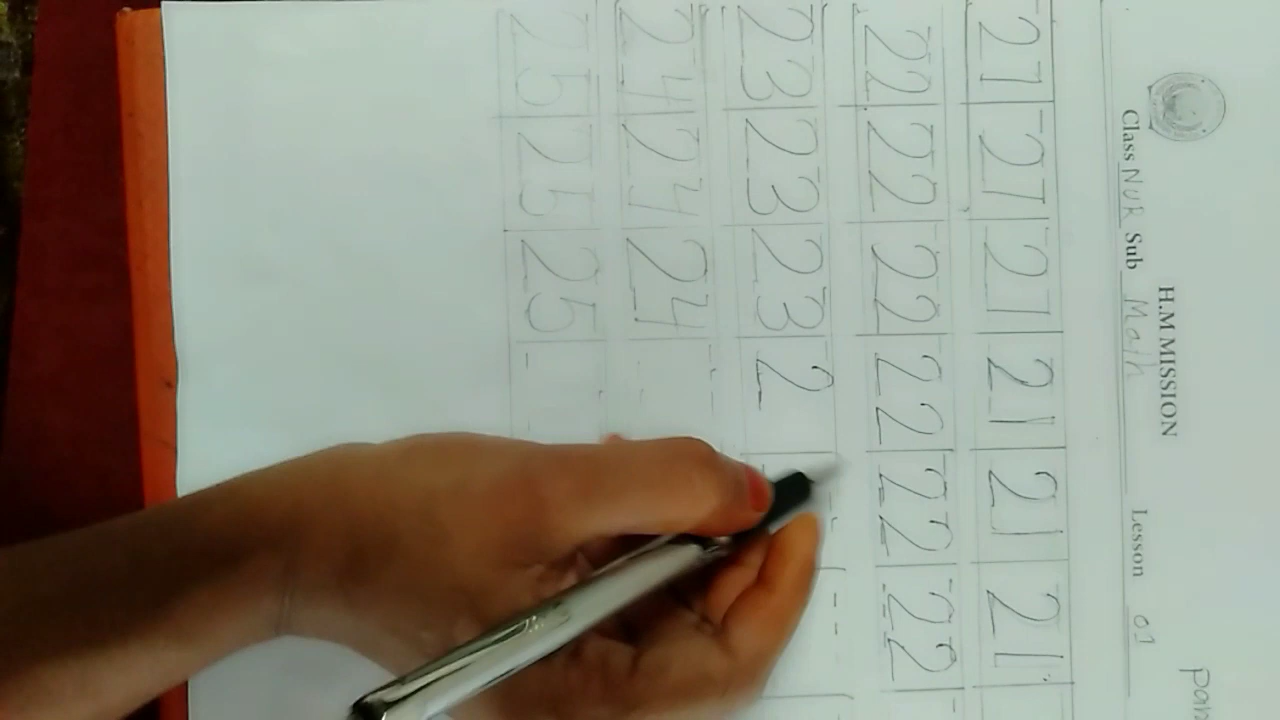 H.M MISSION
Class NUR Sub Math Lesson 01
21 21 21 21 21 21
22 22 22 22 22 22
23 23 23 2
24 24 24
25 25 25